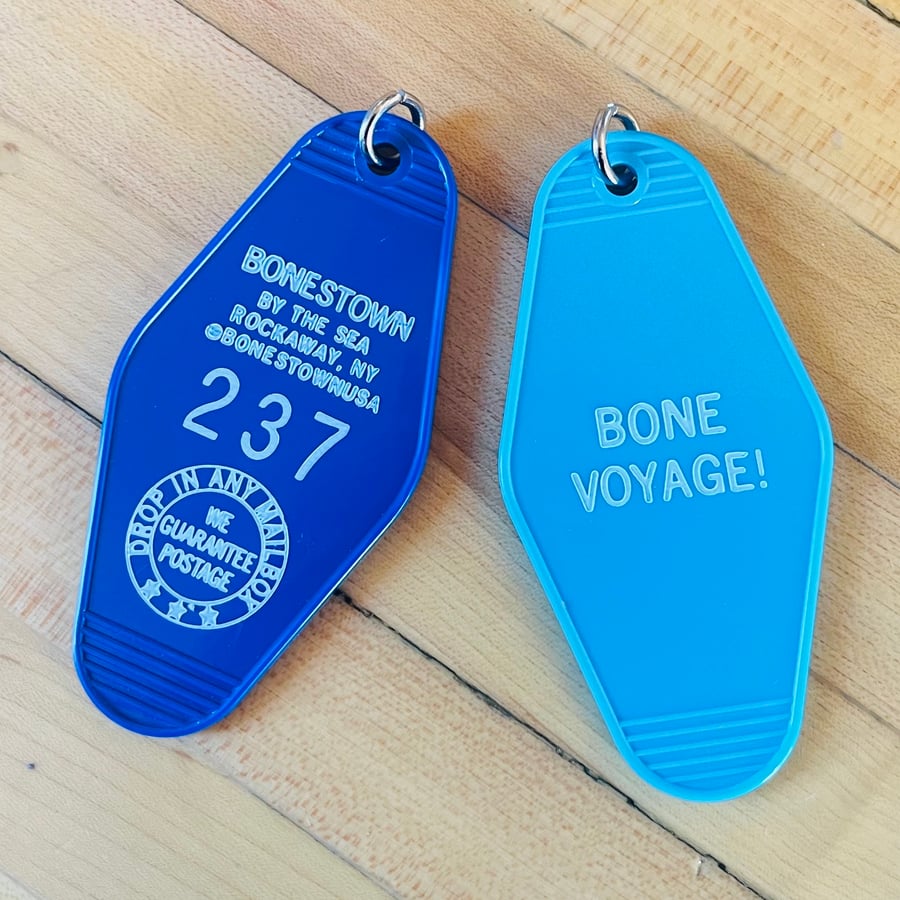 BONESTOWN
BY THE SEA
ROCKAWAY, NY
@BONESTOWNUSA
237
DROP IN ANY MAILBOX
WE
GUARANTEE
POSTAGE
BONE
VOYAGE!